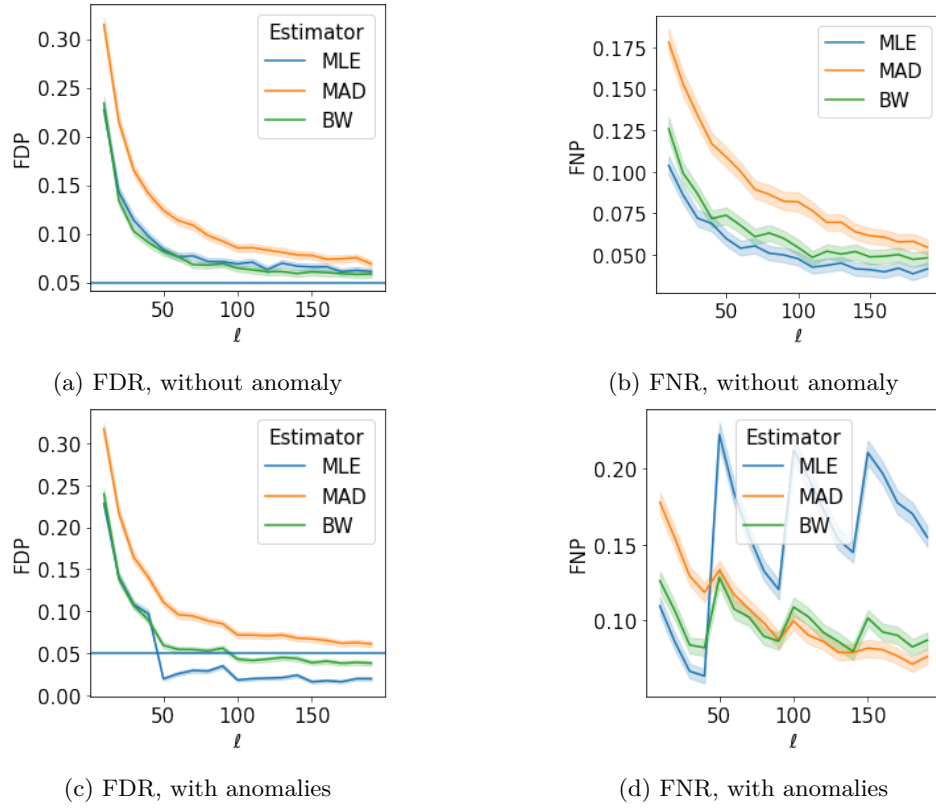 Estimator
MLE
MAD
BW
0.30
0.25
0.20
0.15
0.10
0.05
FDP
50
100
150
ℓ
(a) FDR, without anomaly
MLE
MAD
BW
0.175
0.150
0.125
0.100
0.075
0.050
FNP
50
100
150
ℓ
(b) FNR, without anomaly
Estimator
MLE
MAD
BW
0.30
0.25
0.20
0.15
0.10
0.05
0.00
FDP
50
100
150
ℓ
(c) FDR, with anomalies
Estimator
MLE
MAD
BW
0.20
0.15
0.10
FNP
50
100
150
ℓ
(d) FNR, with anomalies